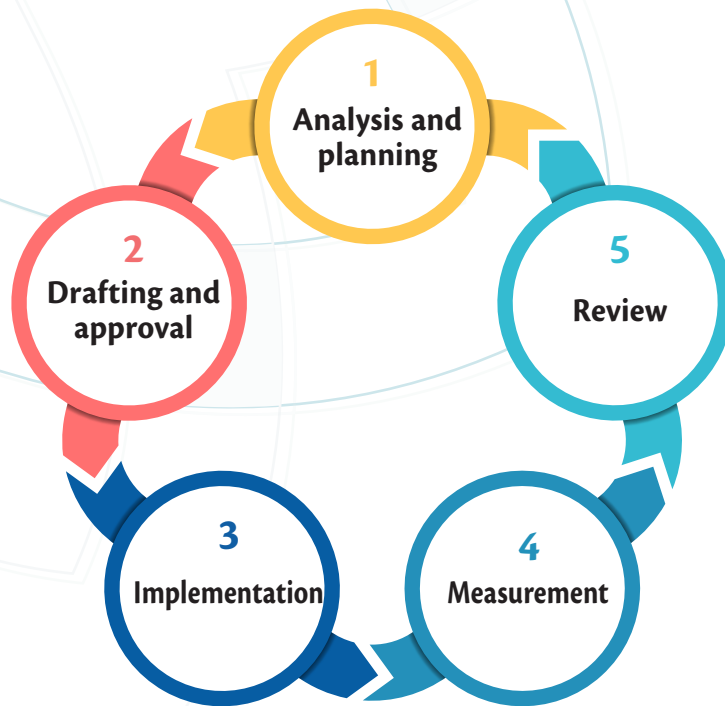 1
Analysis and
planning
2
Drafting and
approval
3
Implementation
4
Measurement
5
Review